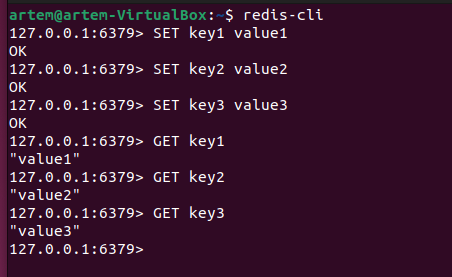 artem@artem-VirtualBox:~$ redis-cli
127.0.0.1:6379> SET key1 value1
OK
127.0.0.1:6379> SET key2 value2
OK
127.0.0.1:6379> SET key3 value3
OK
127.0.0.1:6379> GET key1
"value1"
127.0.0.1:6379> GET key2
"value2"
127.0.0.1:6379> GET key3
"value3"
127.0.0.1:6379>